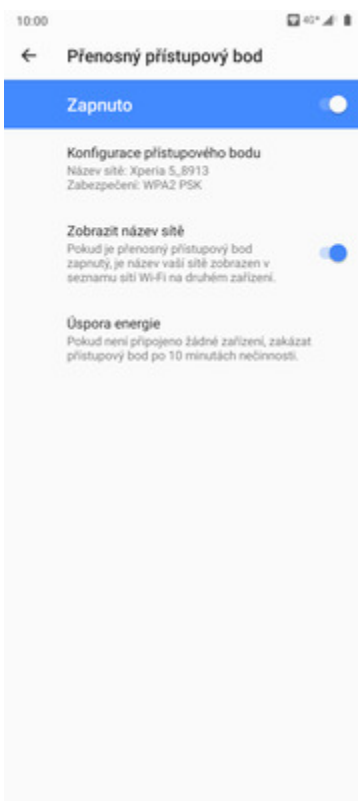 10:00
4G+
Přenosný přístupový bod
Zapnuto
Konfigurace přístupového bodu
Název sítě: Xperia 5_8913
Zabezpečení: WPA2 PSK
Zobrazit název sítě
Pokud je přenosný přístupový bod
zapnutý, je název vaší sítě zobrazen v
seznamu sítí Wi-Fi na druhém zařízení.
Úspora energie
Pokud není připojeno žádné zařízení, zakázat
přístupový bod po 10 minutách nečinnosti.